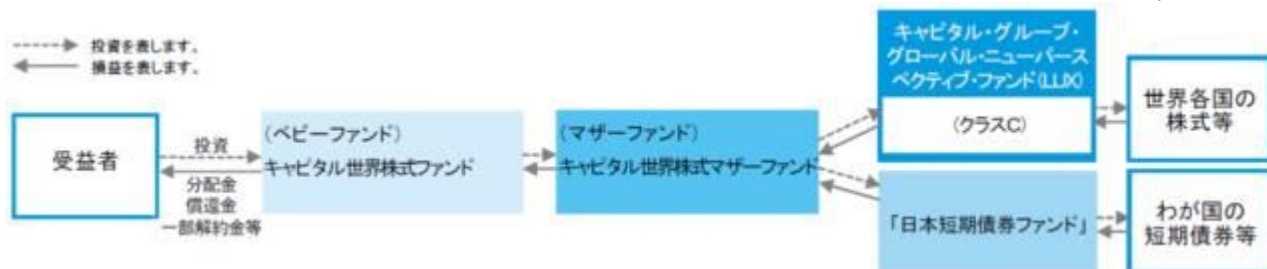 投資を表します。
損益を表します。
受益者
投資
分配金
償還金
一部解約金等
(ベビーファンド)
キャピタル世界株式ファンド
(マザーファンド)
キャピタル世界株式マザーファンド
キャピタル・グループ・
グローバル・ニューパース
ペクティブ・ファンド(LUX)
(クラスC)
世界各国の
株式等
「日本短期債券ファンド」
わが国の
短期債券等